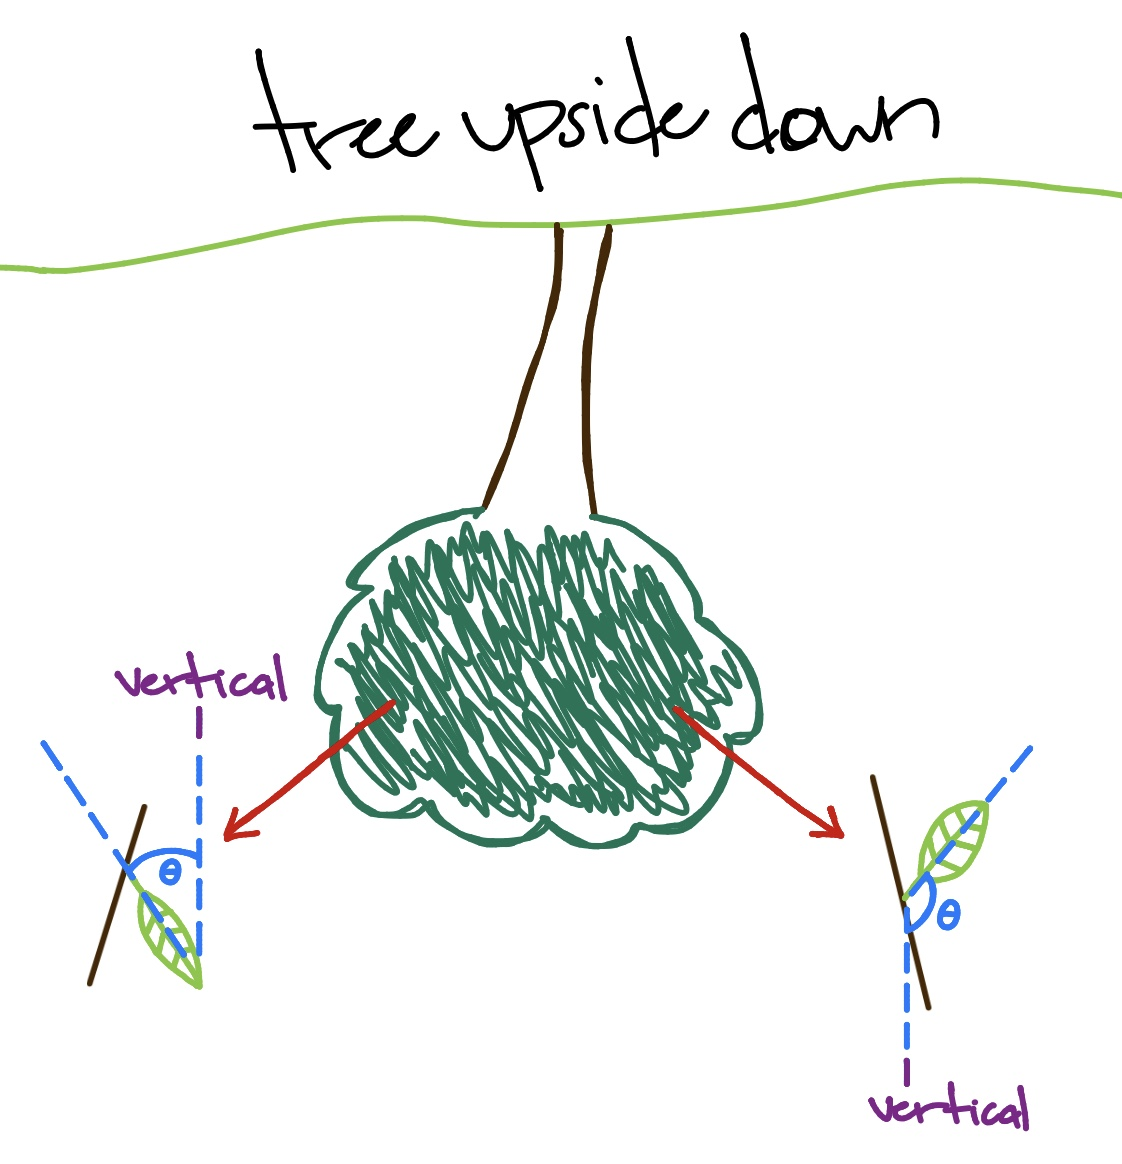 tree upside down
vertical
θ
θ
vertical